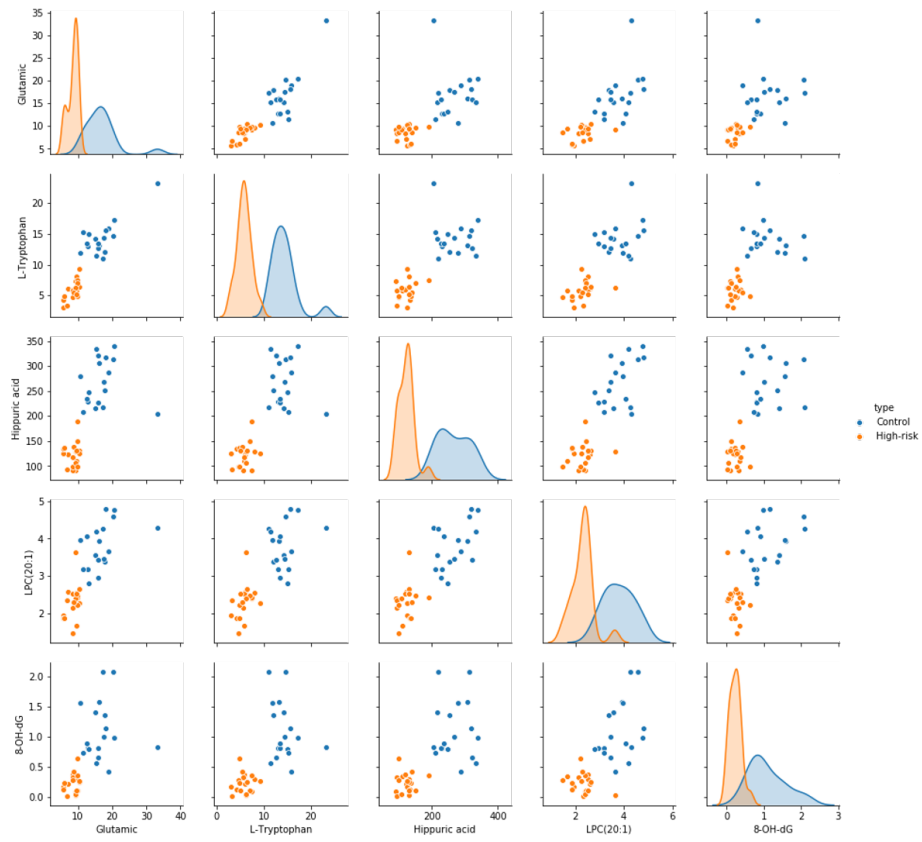 35
30
25
20
15
10
5
Glutamic
20
15
10
5
L-Tryptophan
350
300
250
200
150
100
Hippuric acid
type
Control
High-risk
5
4
3
2
LPC(20:1)
2.0
1.5
1.0
0.5
0.0
8-OH-dG
10 20 30 40
0 10 20
200 400
2 4 6
0 1 2 3
Glutamic L-Tryptophan Hippuric acid LPC(20:1) 8-OH-dG